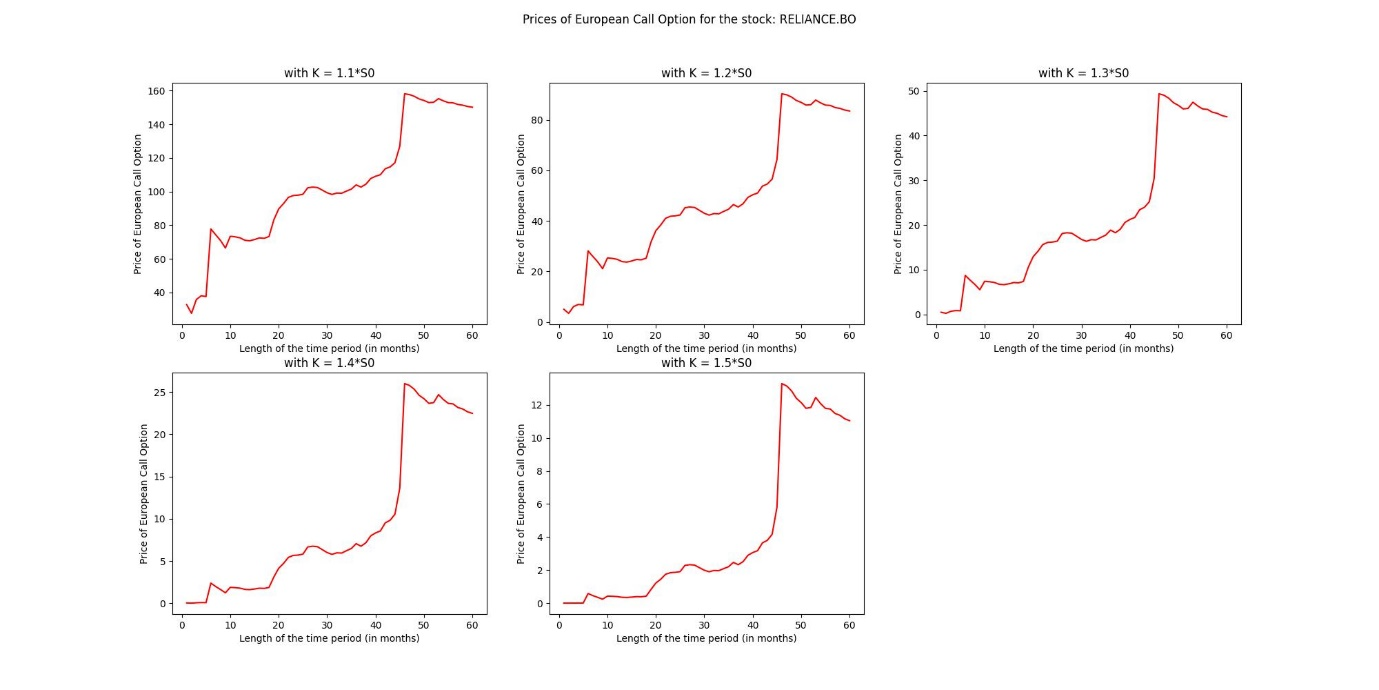 Prices of European Call Option for the stock: RELIANCE.BO
with K = 1.1*S0
Price of European Call Option
160
140
120
100
80
60
40
0 10 20 30 40 50 60
Length of the time period (in months)
with K = 1.2*S0
Price of European Call Option
80
60
40
20
0
0 10 20 30 40 50 60
Length of the time period (in months)
with K = 1.3*S0
Price of European Call Option
50
40
30
20
10
0
0 10 20 30 40 50 60
Length of the time period (in months)
with K = 1.4*S0
Price of European Call Option
25
20
15
10
5
0
0 10 20 30 40 50 60
Length of the time period (in months)
with K = 1.5*S0
Price of European Call Option
12
10
8
6
4
2
0
0 10 20 30 40 50 60
Length of the time period (in months)